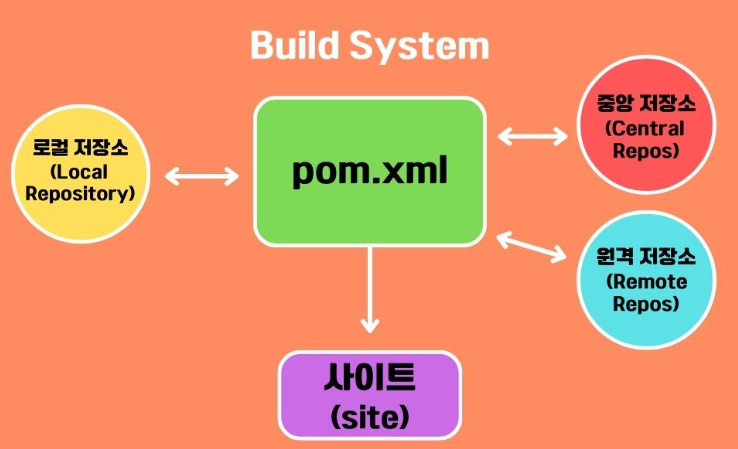 Build System
로컬 저장소
(Local
Repository)
pom.xml
중앙 저장소
(Central
Repos)
원격 저장소
(Remote
Repos)
사이트
(site)